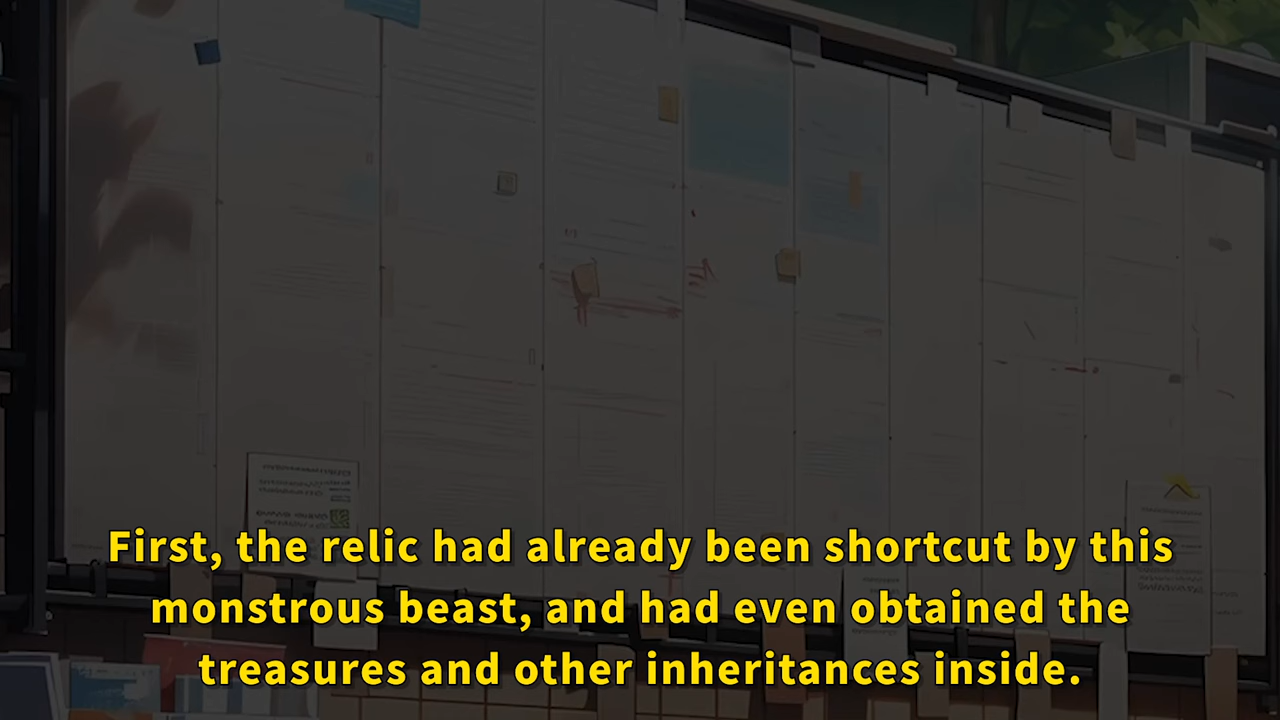 First, the relic had already been shortcut by this
monstrous beast, and had even obtained the
treasures and other inheritances inside.